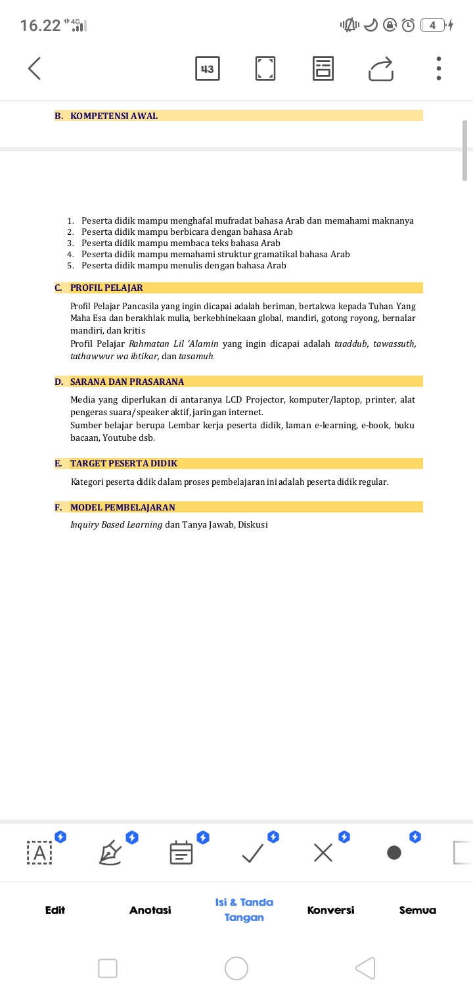 16.22 4G 4
43
B. KOMPETENSI AWAL
1. Peserta didik mampu menghafal mufradat bahasa Arab dan memahami maknanya
2. Peserta didik mampu berbicara dengan bahasa Arab
3. Peserta didik mampu membaca teks bahasa Arab
4. Peserta didik mampu memahami struktur gramatikal bahasa Arab
5. Peserta didik mampu menulis dengan bahasa Arab
C. PROFIL PELAJAR
Profil Pelajar Pancasila yang ingin dicapai adalah beriman, bertakwa kepada Tuhan Yang
Maha Esa dan berakhlak mulia, berkebhinekaan global, mandiri, gotong royong, bernalar
mandiri, dan kritis
Profil Pelajar Rahmatan Lil ‘Alamin yang ingin dicapai adalah taaddub, tawassuth,
tathawwur wa ibtikar, dan tasamuh.
D. SARANA DAN PRASARANA
Media yang diperlukan di antaranya LCD Projector, komputer/laptop, printer, alat
pengeras suara/speaker aktif, jaringan internet.
Sumber belajar berupa Lembar kerja peserta didik, laman e-learning, e-book, buku
bacaan, Youtube dsb.
E. TARGET PESERTA DIDIK
Kategori peserta didik dalam proses pembelajaran ini adalah peserta didik regular.
F. MODEL PEMBELAJARAN
Inquiry Based Learning dan Tanya Jawab, Diskusi
A
Edit
Anotasi
Isi & Tanda
Tangan
Konversi
Semua